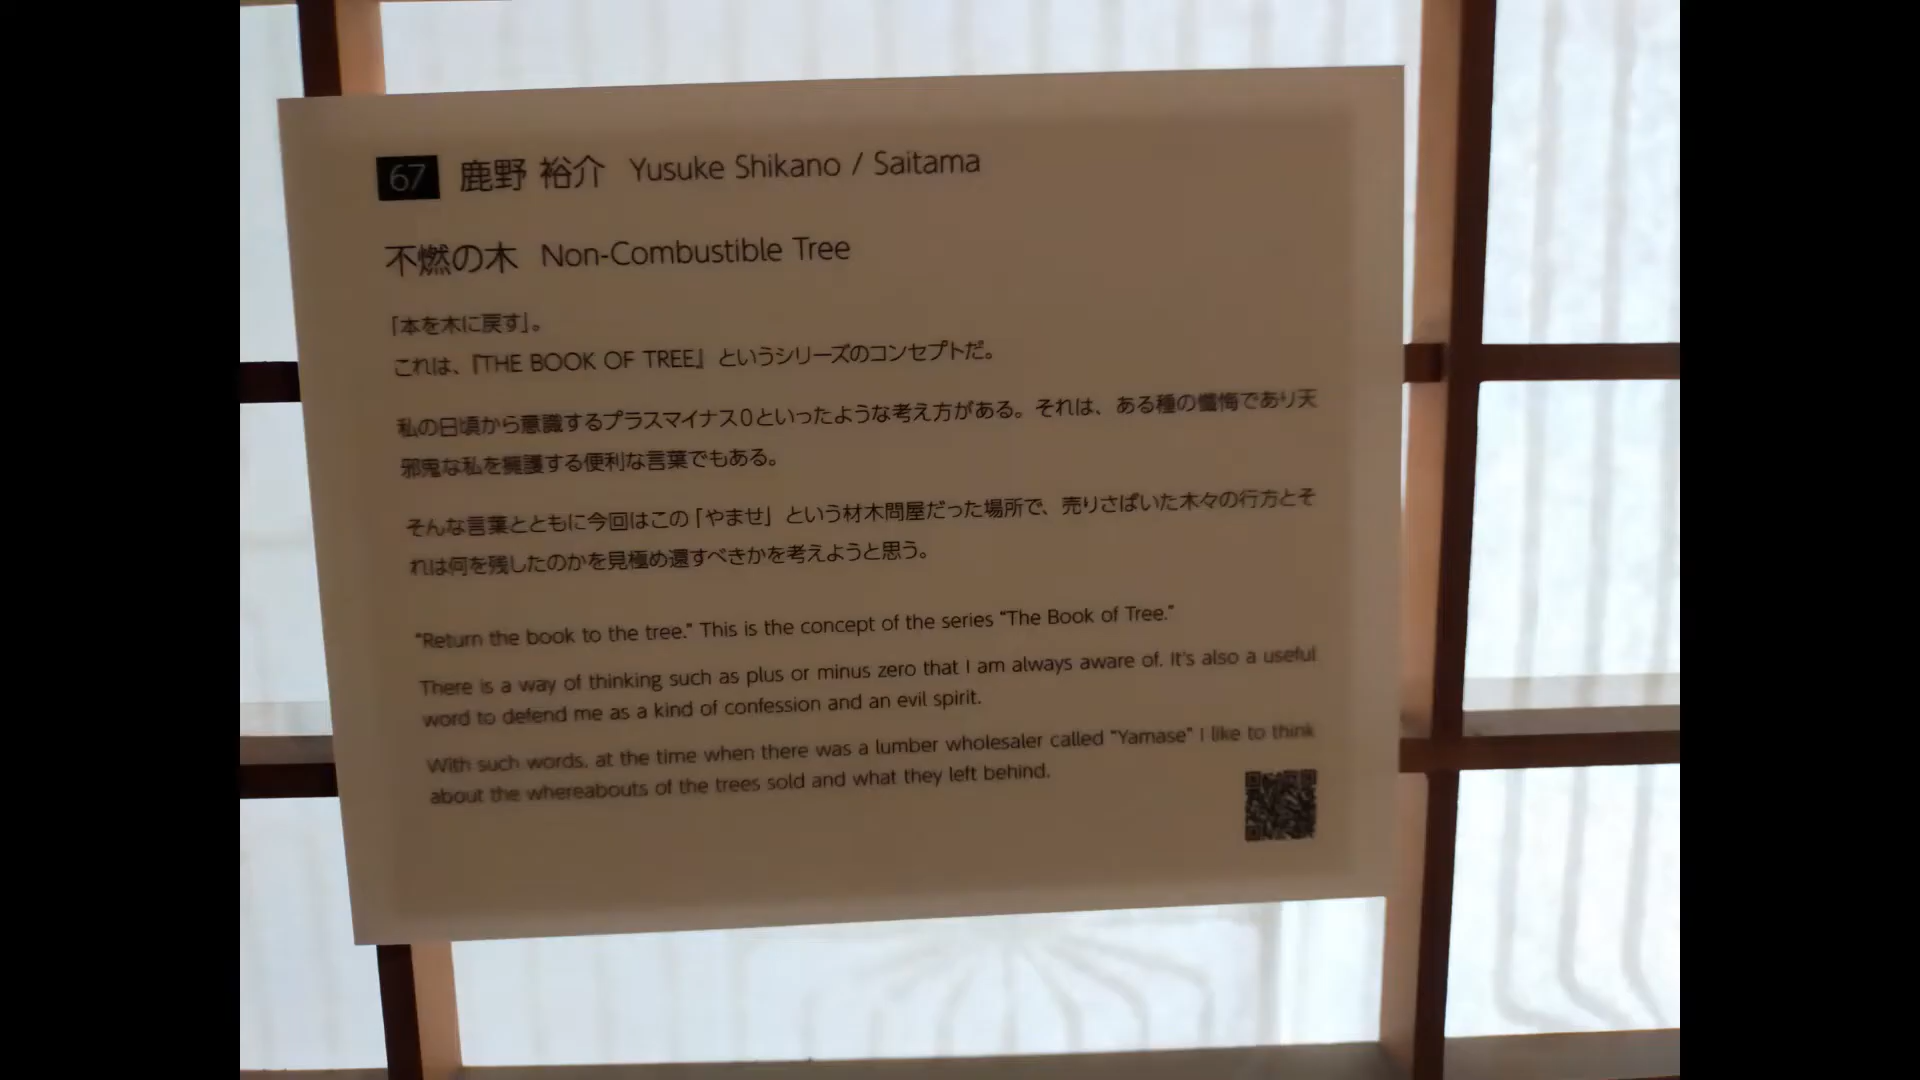 67 鹿野 裕介 Yusuke Shikano / Saitama
不燃の木 Non-Combustible Tree
「本を木に戻す」。
これは、『THE BOOK OF TREE』というシリーズのコンセプトだ。
私の日頃から意識するプラスマイナス0といったような考え方がある。それは、ある種の懺悔であり天
邪鬼な私を擁護する便利な言葉でもある。
そんな言葉とともに今回はこの「やませ」という材木問屋だった場所で、売りさばいた木々の行方とそ
れは何を残したのかを見極め還すべきかを考えようと思う。
“Return the book to the tree.” This is the concept of the series “The Book of Tree.”
There is a way of thinking such as plus or minus zero that I am always aware of. It's also a useful
word to defend me as a kind of confession and an evil spirit.
With such words, at the time when there was a lumber wholesaler called “Yamase” I like to think
about the whereabouts of the trees sold and what they left behind.